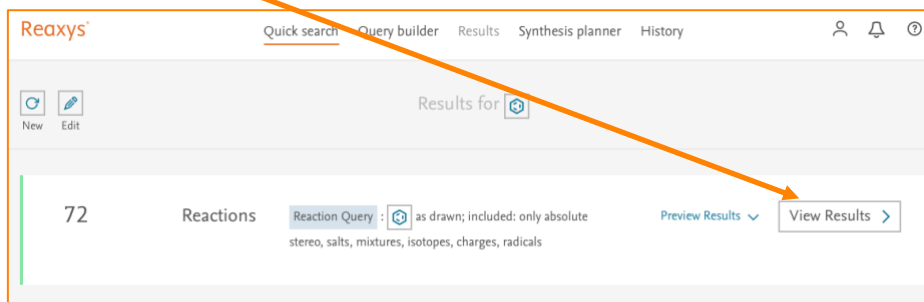 Reaxys®
Quick search Query builder Results Synthesis planner History
Results for
New Edit
72 Reactions Reaction Query : as drawn; included: only absolute Preview Results View Results
stereo, salts, mixtures, isotopes, charges, radicals